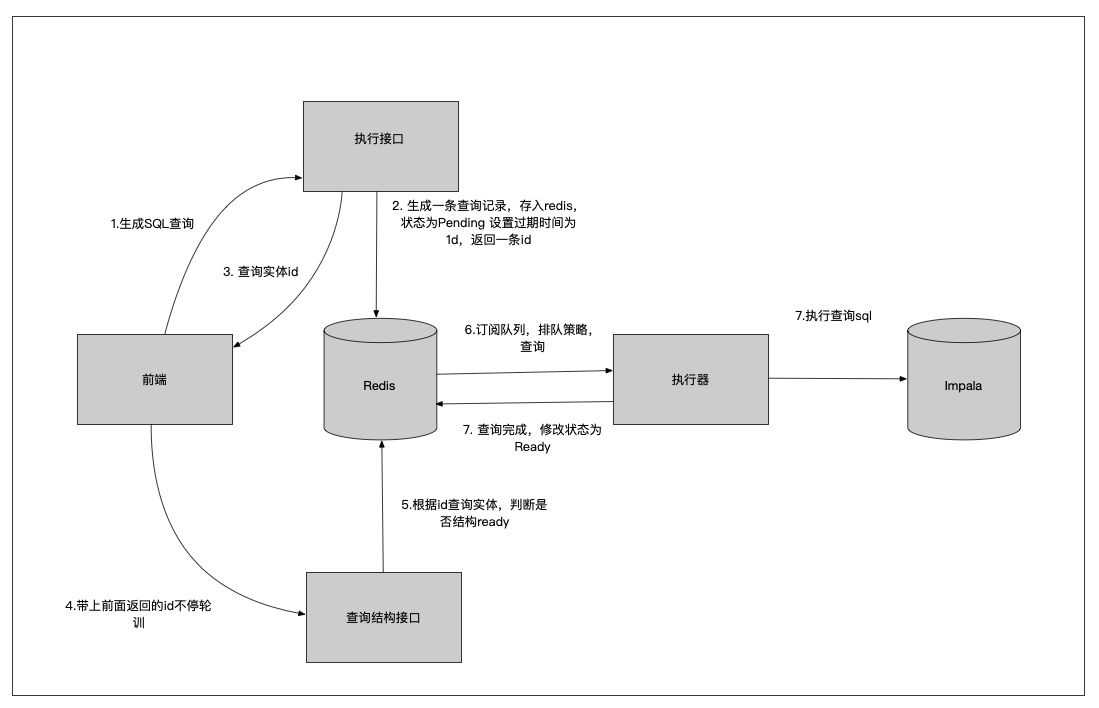 执行接口
1.生成SQL查询
2. 生成一条查询记录，存入redis，
状态为Pending 设置过期时间为
1d，返回一条id
3. 查询实体id
前端
Redis
6.订阅队列，排队策略，
查询
执行器
7.执行查询sql
Impala
7. 查询完成，修改状态为
Ready
5.根据id查询实体，判断是
否结构ready
4.带上前面返回的id不停轮
训
查询结构接口